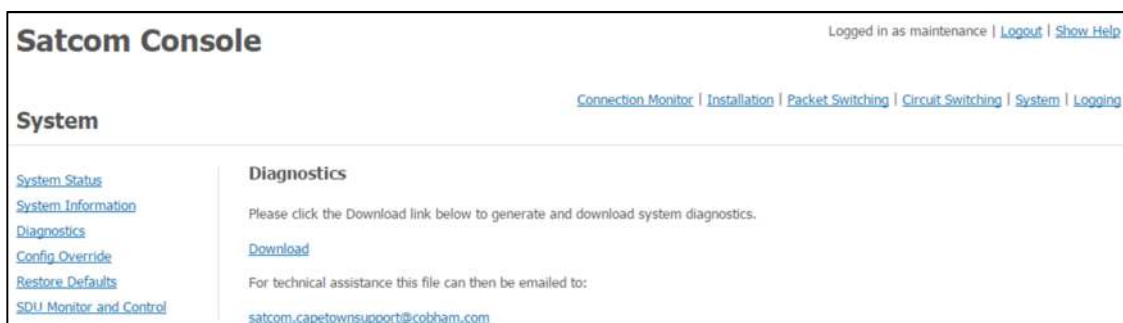 Satcom Console
Logged in as maintenance | Logout | Show Help
Connection Monitor | Installation | Packet Switching | Circuit Switching | System | Logging
System
System Status
System Information
Diagnostics
Config Override
Restore Defaults
SDU Monitor and Control
Diagnostics
Please click the Download link below to generate and download system diagnostics.
Download
For technical assistance this file can then be emailed to:
satcom.capetownsupport@cobham.com